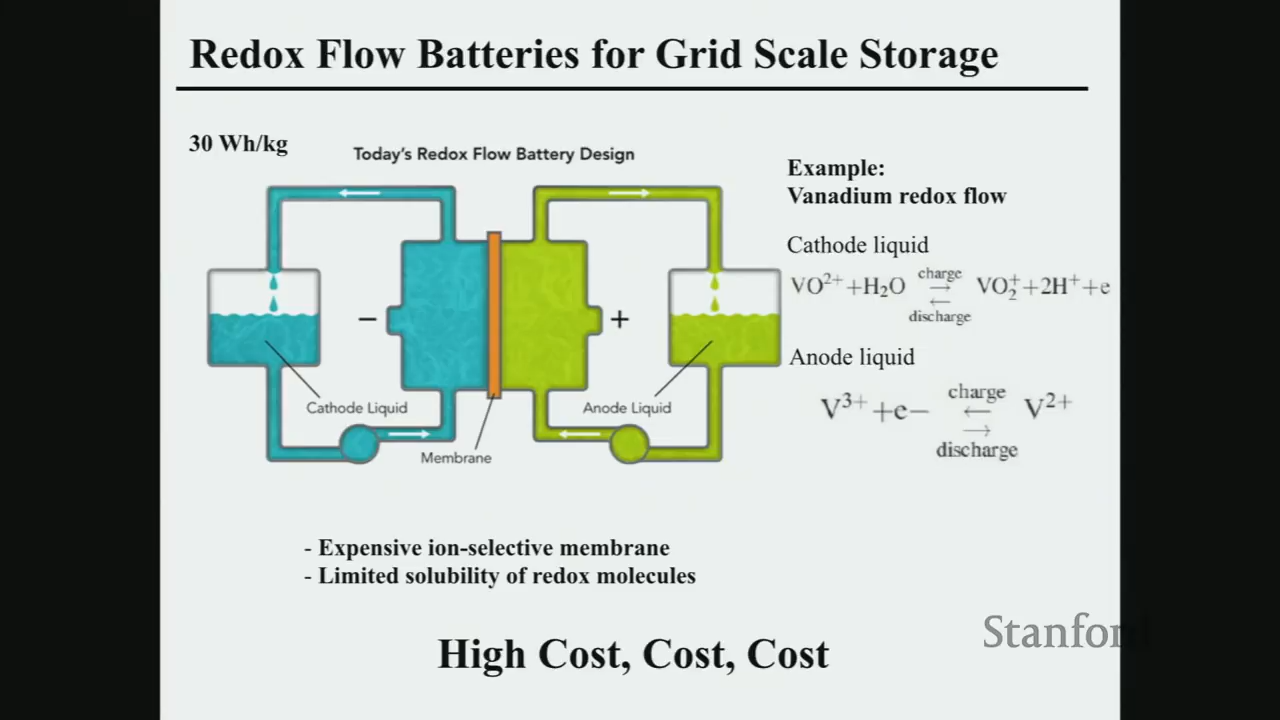 Redox Flow Batteries for Grid Scale Storage
30 Wh/kg
Today's Redox Flow Battery Design
−
+
Cathode Liquid
Membrane
Anode Liquid
Example:
Vanadium redox flow
Cathode liquid
VO²⁺+H₂O charge → ← discharge VO₂⁺+2H⁺+e
Anode liquid
V³⁺+e− charge ← → discharge V²⁺
- Expensive ion-selective membrane
- Limited solubility of redox molecules
High Cost, Cost, Cost
Stanford